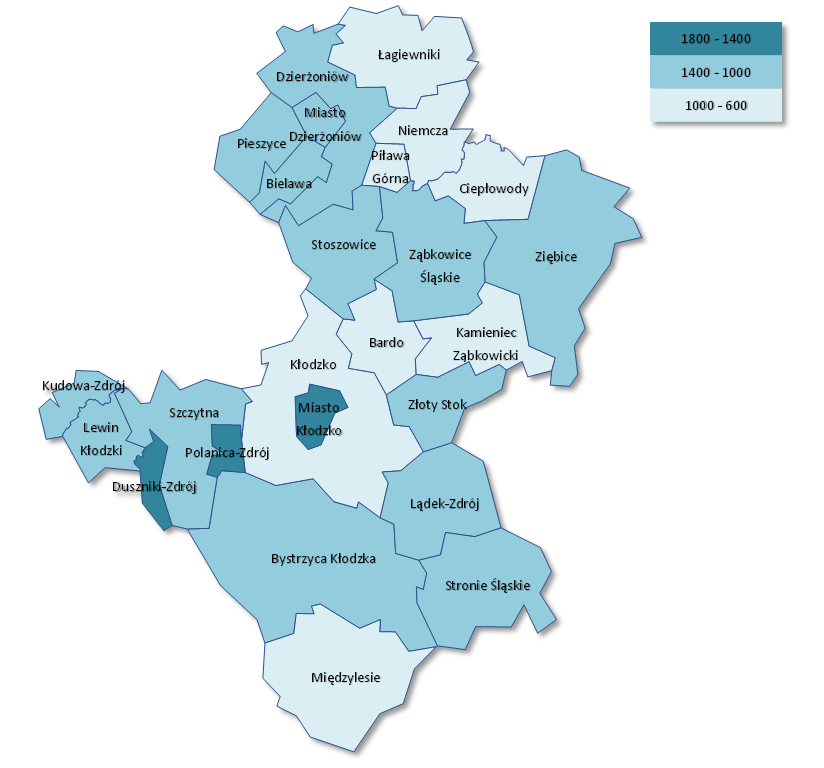 1800 - 1400
1400 - 1000
1000 - 600
Łagiewniki
Dzierżoniów
Miasto
Dzierżoniów
Niemcza
Pieszyce
Piława
Górna
Bielawa
Ciepłowody
Stoszowice
Ząbkowice
Śląskie
Ziębice
Bardo
Kamieniec
Ząbkowicki
Kłodzko
Kudowa-Zdrój
Szczytna
Miasto
Kłodzko
Złoty Stok
Lewin
Kłodzki
Polanica-Zdrój
Duszniki-Zdrój
Lądek-Zdrój
Bystrzyca Kłodzka
Stronie Śląskie
Międzylesie